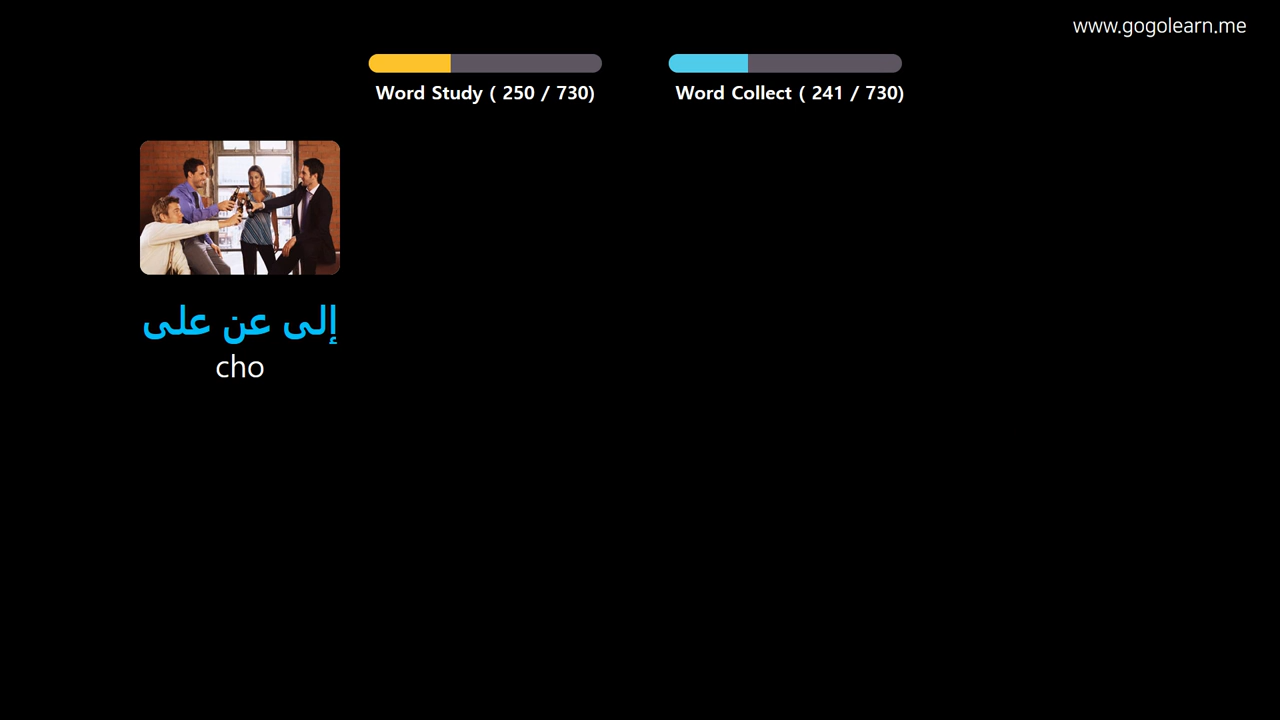 www.gogolearn.me
Word Study ( 250 / 730)
Word Collect ( 241 / 730)
إلى عن على
cho